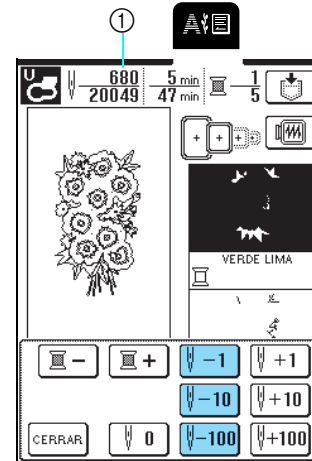 ①
A
U 680 5 min 1
20049 47 min 5
VERDE LIMA
− + −1 +1
−10 +10
CERRAR 0 −100 +100